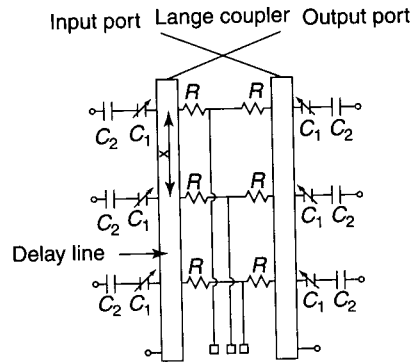 Input port Lange coupler Output port
R R
C₂ C₁ C₁ C₂
x
R R
C₂ C₁ C₁ C₂
Delay line
R R
C₂ C₁ C₁ C₂